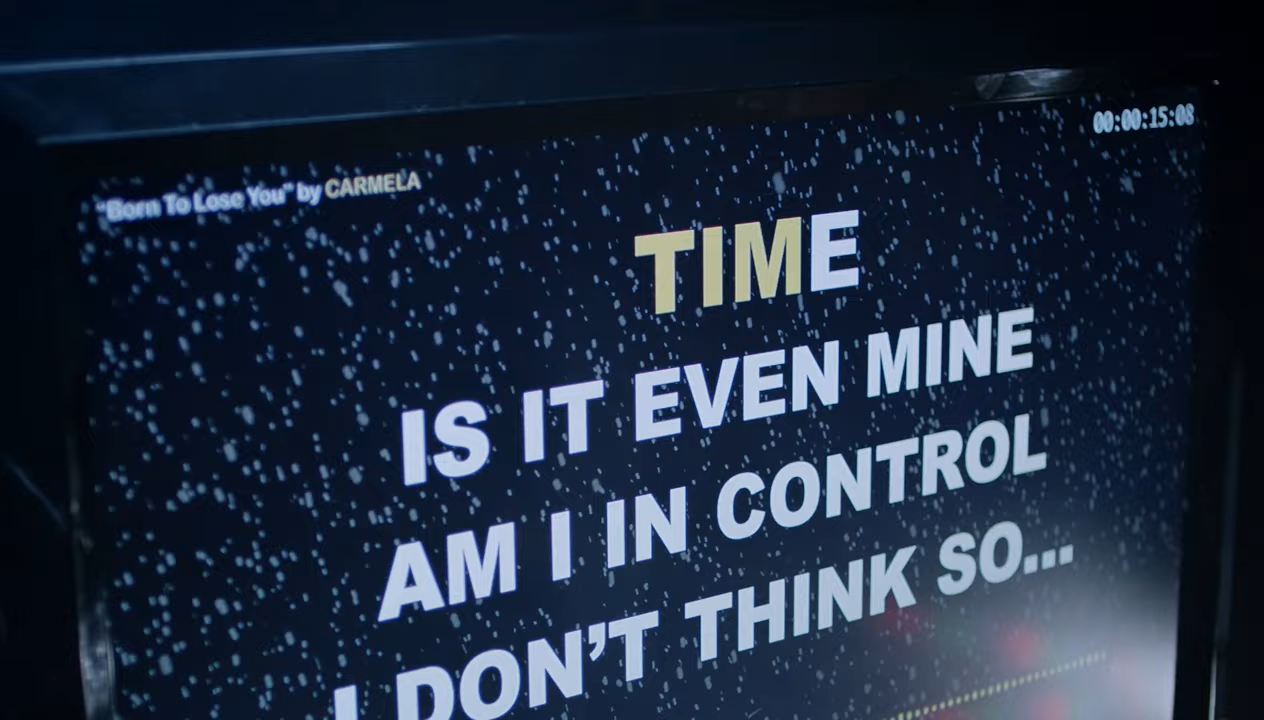 "Born To Lose You" by CARMELA
00:00:15:08
TIME
IS IT EVEN MINE
AM I IN CONTROL
I DON'T THINK SO...